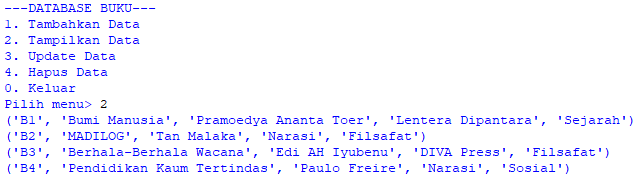 ---DATABASE BUKU---
1. Tambahkan Data
2. Tampilkan Data
3. Update Data
4. Hapus Data
0. Keluar
Pilih menu> 2
('B1', 'Bumi Manusia', 'Pramoedya Ananta Toer', 'Lentera Dipantara', 'Sejarah')
('B2', 'MADILOG', 'Tan Malaka', 'Narasi', 'Filsafat')
('B3', 'Berhala-Berhala Wacana', 'Edi AH Iyubenu', 'DIVA Press', 'Filsafat')
('B4', 'Pendidikan Kaum Tertindas', 'Paulo Freire', 'Narasi', 'Sosial')